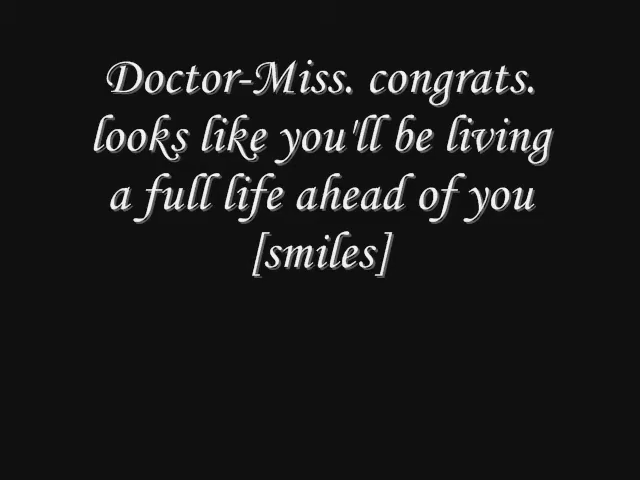 Doctor-Miss. congrats.
looks like you'll be living
a full life ahead of you
[smiles]